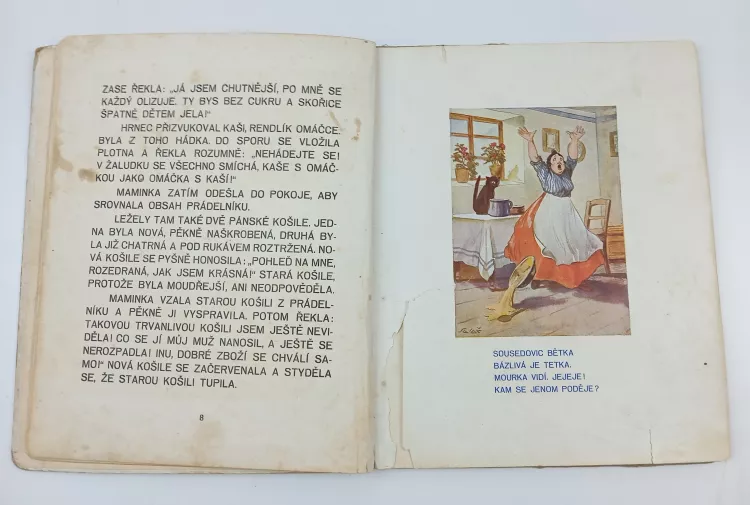 ZASE ŘEKLA: „JÁ JSEM CHUTNĚJŠÍ, PO MNĚ SE
KAŽDÝ OLIZUJE. TY BYS BEZ CUKRU A SKOŘICE
ŠPATNĚ DĚTEM JELA!“
HRNEC PŘIZVUKOVAL KAŠI, RENDLÍK OMÁČCE.
BYLA Z TOHO HÁDKA. DO SPORU SE VLOŽILA
PLOTNA A ŘEKLA ROZUMNĚ: „NEHÁDEJTE SE!
V ŽALUDKU SE VŠECHNO SMÍCHÁ, KAŠE S OMÁČ-
KOU JAKO OMÁČKA S KAŠÍ!“
MAMINKA ZATÍM ODEŠLA DO POKOJE, ABY
SROVNALA OBSAH PRÁDELNÍKU.
LEŽELY TAM TAKÉ DVĚ PÁNSKÉ KOŠILE. JED-
NA BYLA NOVÁ, PĚKNĚ NAŠKROBENÁ, DRUHÁ BY-
LA JIŽ CHATRNÁ A POD RUKÁVEM ROZTRŽENÁ. NO-
VÁ KOŠILE SE PYŠNĚ HONOSILA: „POHLEĎ NA MNE,
ROZEDRANÁ, JAK JSEM KRÁSNÁ!“ STARÁ KOŠILE,
PROTOŽE BYLA MOUDŘEJŠÍ, ANI NEODPOVĚDĚLA.
MAMINKA VZALA STAROU KOŠILI Z PRÁDEL-
NÍKU A PĚKNĚ JI VYSPRAVILA. POTOM ŘEKLA:
TAKOVOU TRVANLIVOU KOŠILI JSEM JEŠTĚ NEVI-
DĚLA! CO SE JÍ MŮJ MUŽ NANOSIL, A JEŠTĚ SE
NEROZPADLA! INU, DOBRÉ ZBOŽÍ SE CHVÁLÍ SA-
MO!“ NOVÁ KOŠILE SE ZAČERVENALA A STYDĚLA
SE, ŽE STAROU KOŠILI TUPILA.
8
SOUSEDOVIC BĚTKA
BÁZLIVÁ JE TETKA.
MOURKA VIDÍ. JEJEJE!
KAM SE JENOM PODĚJE?